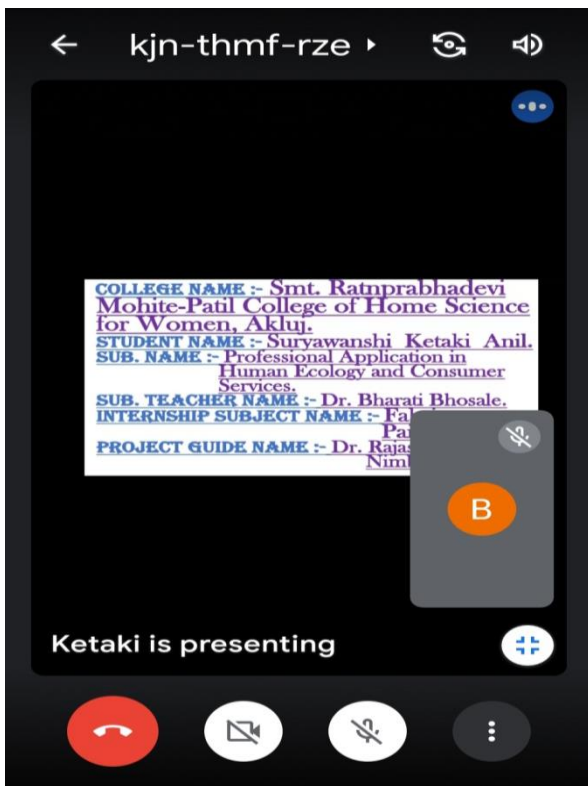 kjn-thmf-rze
COLLEGE NAME :- Smt. Ratnprabhadevi
Mohite-Patil College of Home Science
for Women, Akluj.
STUDENT NAME :- Suryawanshi Ketaki Anil.
SUB. NAME :- Professional Application in
Human Ecology and Consumer
Services.
SUB. TEACHER NAME :- Dr. Bharati Bhosale.
INTERNSHIP SUBJECT NAME :-
PROJECT GUIDE NAME :- Dr.
B
Ketaki is presenting